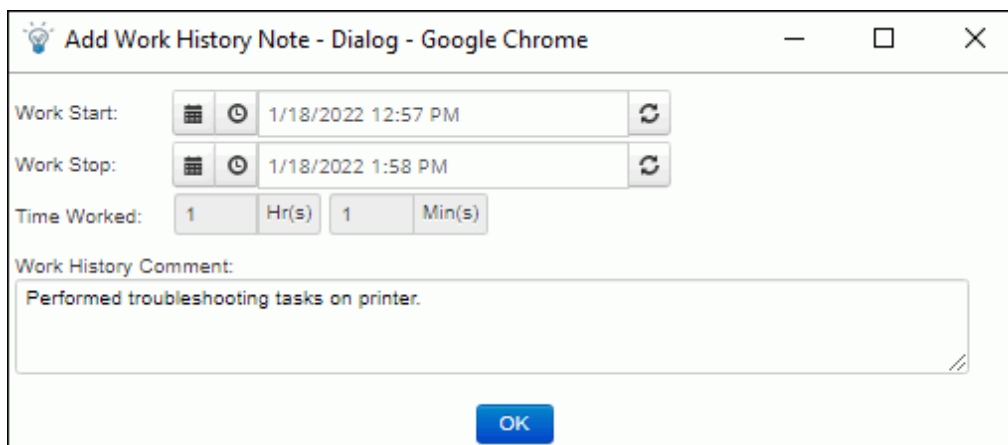 Add Work History Note - Dialog - Google Chrome
Work Start: 1/18/2022 12:57 PM
Work Stop: 1/18/2022 1:58 PM
Time Worked: 1 Hr(s) 1 Min(s)
Work History Comment:
Performed troubleshooting tasks on printer.
OK